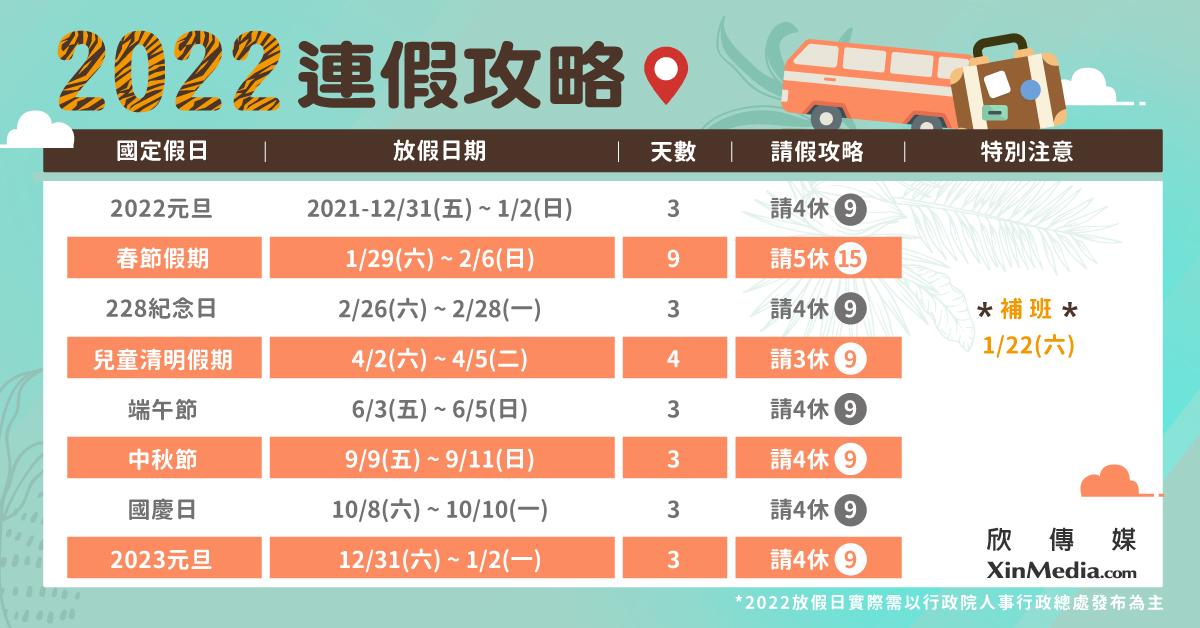 2022連假攻略
國定假日 | 放假日期 | 天數 | 請假攻略 | 特別注意
2022元旦 2021-12/31(五) ~ 1/2(日) 3 請4休9
春節假期 1/29(六) ~ 2/6(日) 9 請5休15
228紀念日 2/26(六) ~ 2/28(一) 3 請4休9
*補班*
1/22(六)
兒童清明假期 4/2(六) ~ 4/5(二) 4 請3休9
端午節 6/3(五) ~ 6/5(日) 3 請4休9
中秋節 9/9(五) ~ 9/11(日) 3 請4休9
國慶日 10/8(六) ~ 10/10(一) 3 請4休9
2023元旦 12/31(六) ~ 1/2(一) 3 請4休9
欣傳媒
XinMedia.com
*2022放假日實際需以行政院人事行政總處發布為主